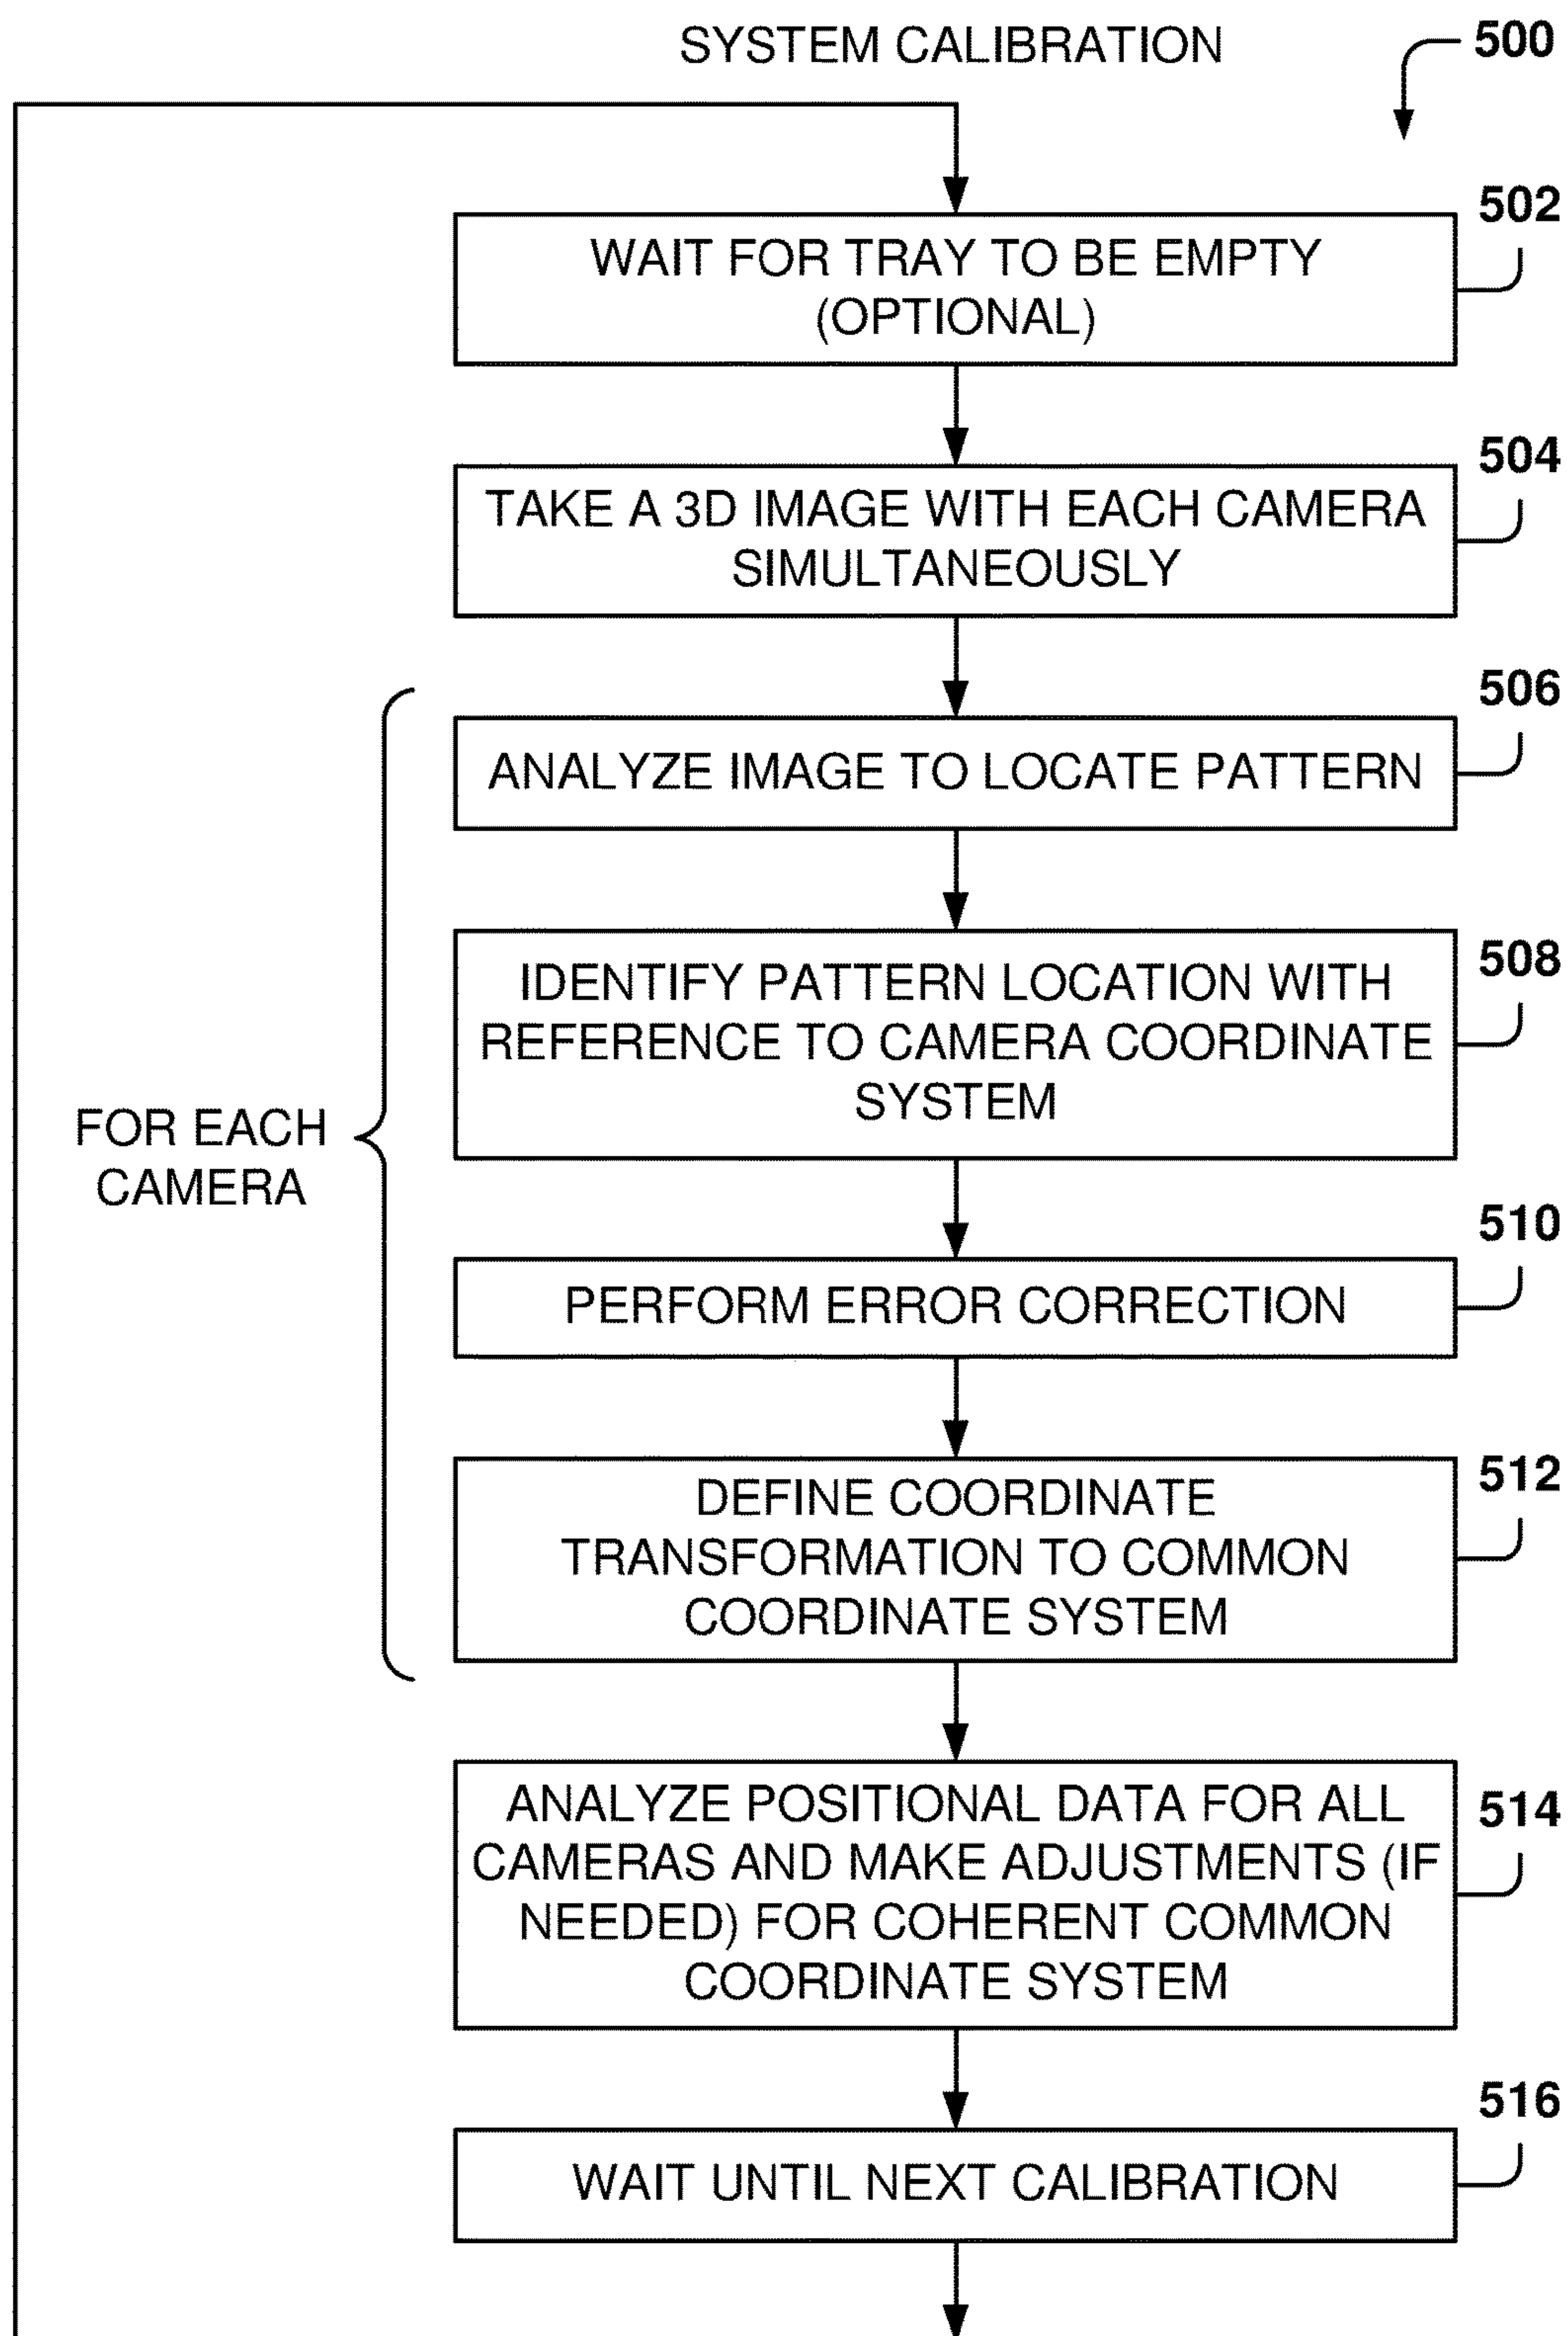 SYSTEM CALIBRATION
500
502
WAIT FOR TRAY TO BE EMPTY
(OPTIONAL)
504
TAKE A 3D IMAGE WITH EACH CAMERA
SIMULTANEOUSLY
506
ANALYZE IMAGE TO LOCATE PATTERN
508
IDENTIFY PATTERN LOCATION WITH
REFERENCE TO CAMERA COORDINATE
SYSTEM
FOR EACH
CAMERA
510
PERFORM ERROR CORRECTION
512
DEFINE COORDINATE
TRANSFORMATION TO COMMON
COORDINATE SYSTEM
514
ANALYZE POSITIONAL DATA FOR ALL
CAMERAS AND MAKE ADJUSTMENTS (IF
NEEDED) FOR COHERENT COMMON
COORDINATE SYSTEM
516
WAIT UNTIL NEXT CALIBRATION